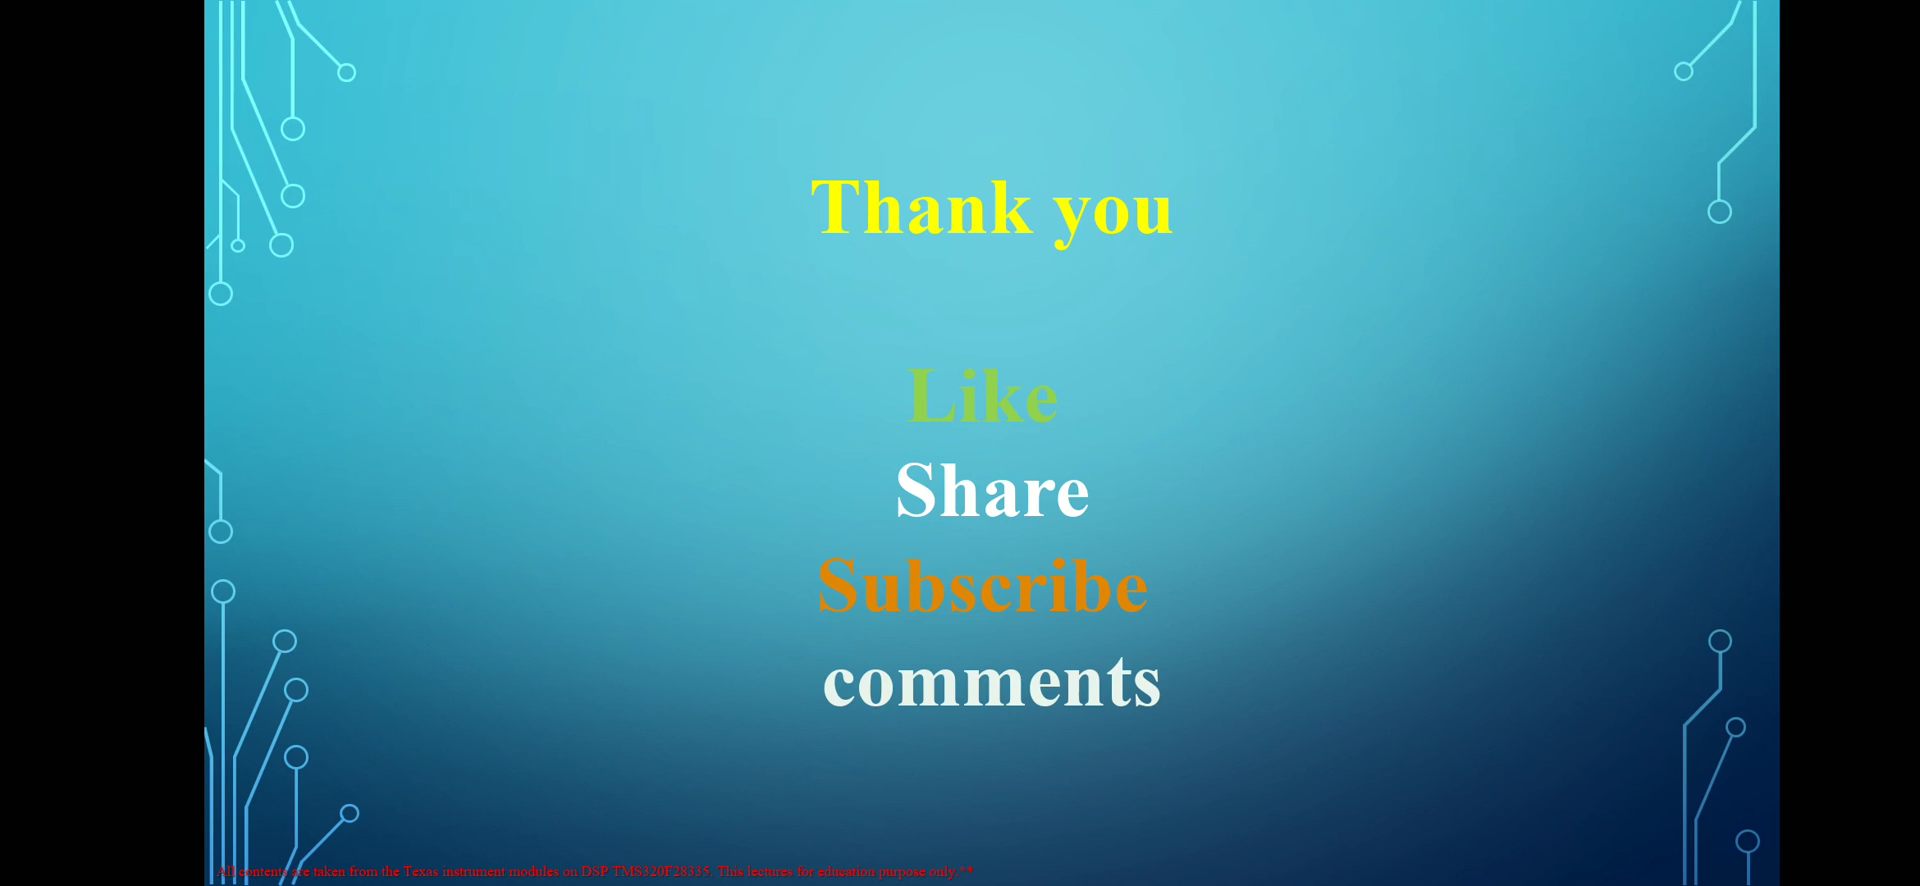 Thank you
Like
Share
Subscribe
comments
All contents are taken from the Texas instrument modules on DSP TMS320F28335. This lectures for education purpose only.**